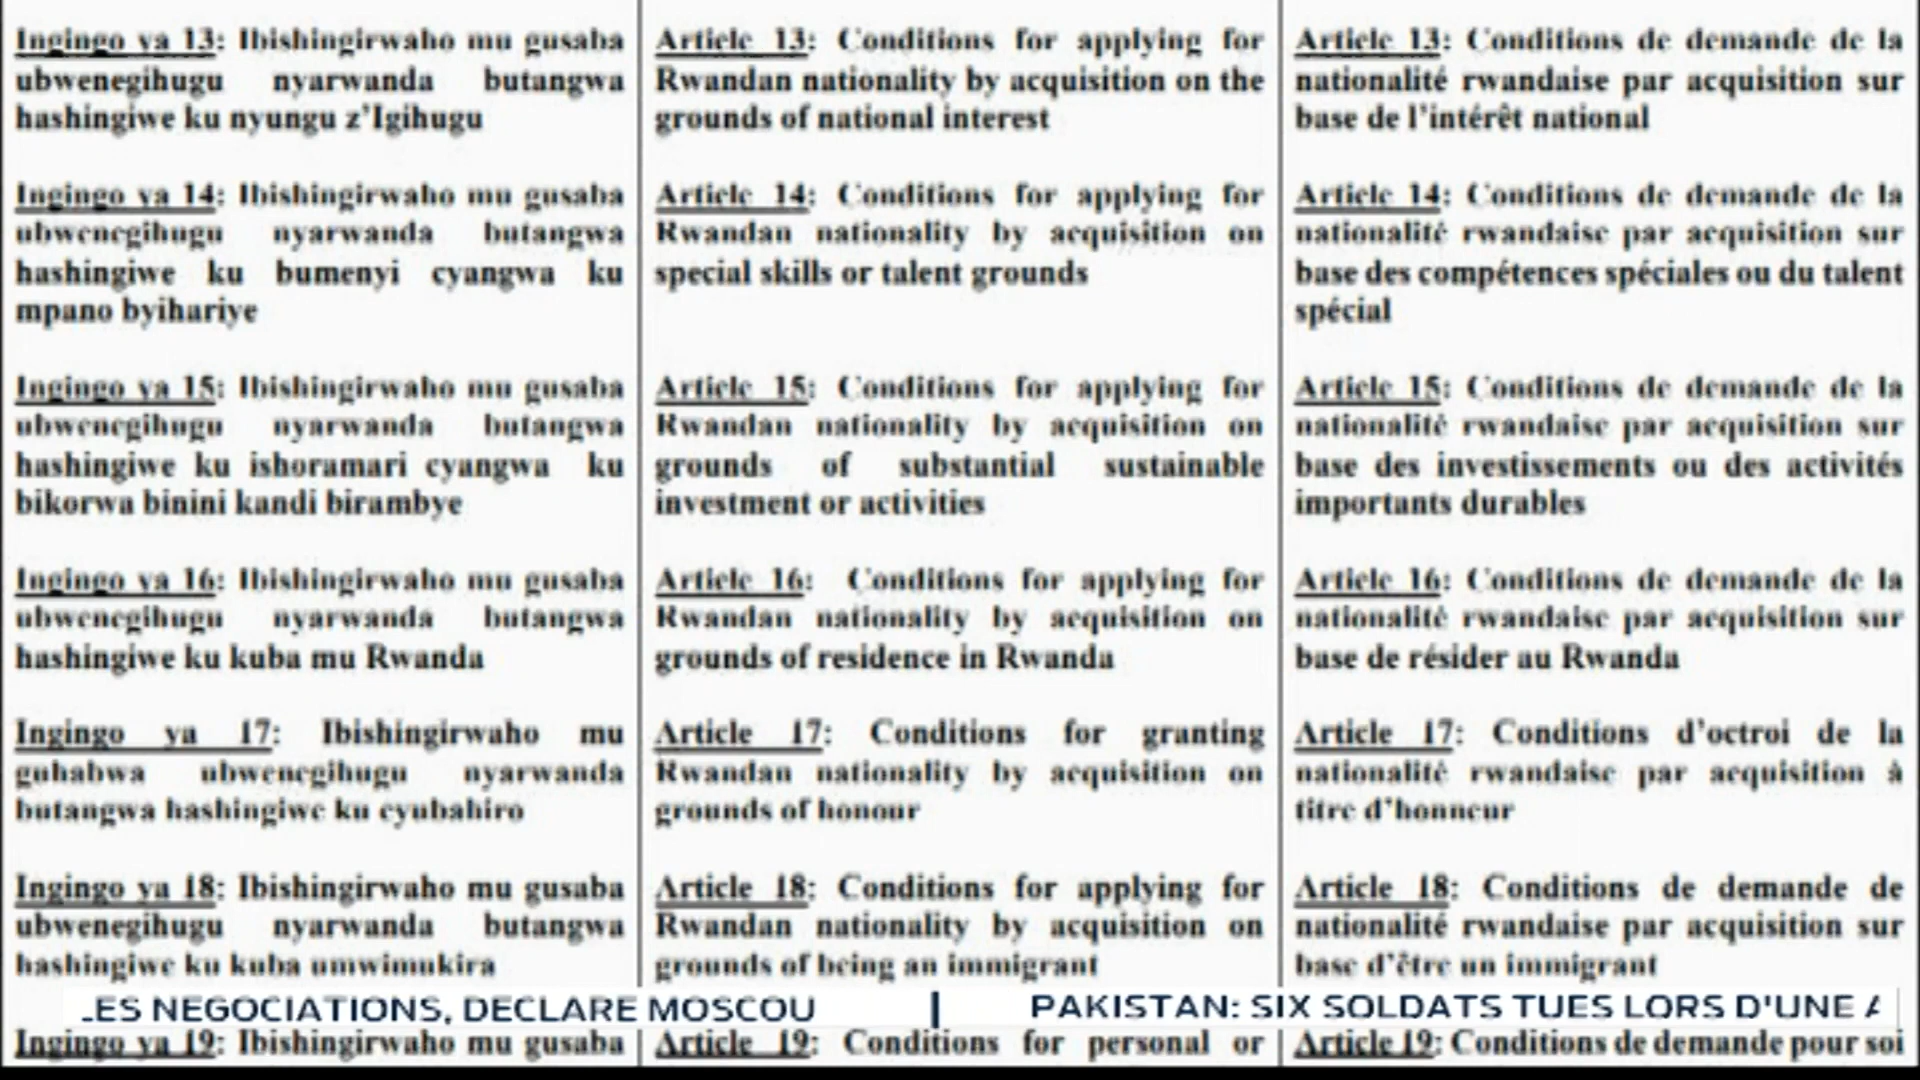 Ingingo ya 13: Ibishingirwaho mu gusaba
ubwenegihugu nyarwanda butangwa
hashingiwe ku nyungu z’Igihugu
Ingingo ya 14: Ibishingirwaho mu gusaba
ubwenegihugu nyarwanda butangwa
hashingiwe ku bumenyi cyangwa ku
mpano byihariye
Ingingo ya 15: Ibishingirwaho mu gusaba
ubwenegihugu nyarwanda butangwa
hashingiwe ku ishoramari cyangwa ku
bikorwa binini kandi birambye
Ingingo ya 16: Ibishingirwaho mu gusaba
ubwenegihugu nyarwanda butangwa
hashingiwe ku kuba mu Rwanda
Ingingo ya 17: Ibishingirwaho mu
guhabwa ubwenegihugu nyarwanda
butangwa hashingiwe ku cyubahiro
Ingingo ya 18: Ibishingirwaho mu gusaba
ubwenegihugu nyarwanda butangwa
hashingiwe ku kuba umwimukira
Ingingo ya 19: Ibishingirwaho mu gusaba
Article 13: Conditions for applying for
Rwandan nationality by acquisition on the
grounds of national interest
Article 14: Conditions for applying for
Rwandan nationality by acquisition on
special skills or talent grounds
Article 15: Conditions for applying for
Rwandan nationality by acquisition on
grounds of substantial sustainable
investment or activities
Article 16: Conditions for applying for
Rwandan nationality by acquisition on
grounds of residence in Rwanda
Article 17: Conditions for granting
Rwandan nationality by acquisition on
grounds of honour
Article 18: Conditions for applying for
Rwandan nationality by acquisition on
grounds of being an immigrant
Article 19: Conditions for personal or
Article 13: Conditions de demande de la
nationalité rwandaise par acquisition sur
base de l’intérêt national
Article 14: Conditions de demande de la
nationalité rwandaise par acquisition sur
base des compétences spéciales ou du talent
spécial
Article 15: Conditions de demande de la
nationalité rwandaise par acquisition sur
base des investissements ou des activités
importants durables
Article 16: Conditions de demande de la
nationalité rwandaise par acquisition sur
base de résider au Rwanda
Article 17: Conditions d’octroi de la
nationalité rwandaise par acquisition à
titre d’honneur
Article 18: Conditions de demande de
nationalité rwandaise par acquisition sur
base d’être un immigrant
Article 19: Conditions de demande pour soi
LES NEGOCIATIONS, DECLARE MOSCOU | PAKISTAN: SIX SOLDATS TUES LORS D'UNE A